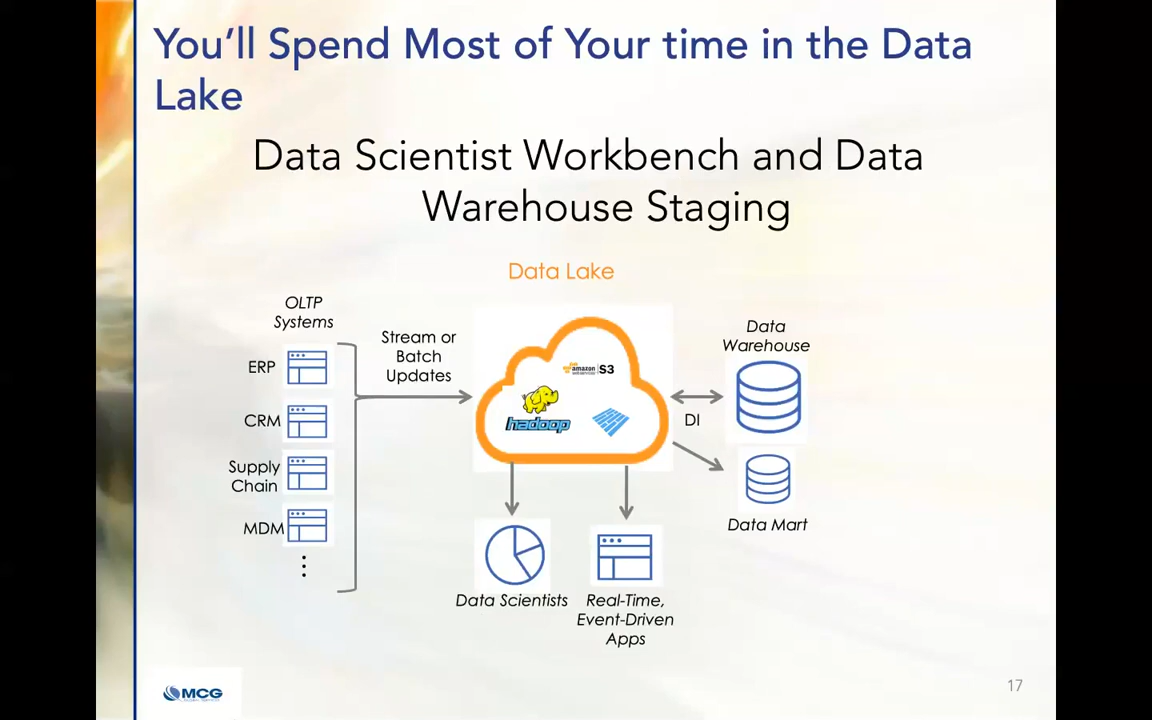 You'll Spend Most of Your time in the Data
Lake
Data Scientist Workbench and Data
Warehouse Staging
Data Lake
OLTP
Systems
ERP
CRM
Supply
Chain
MDM
Stream or
Batch
Updates
amazon
S3
hadoop
DI
Data
Warehouse
Data Mart
Data Scientists
Real-Time,
Event-Driven
Apps
MCG
17